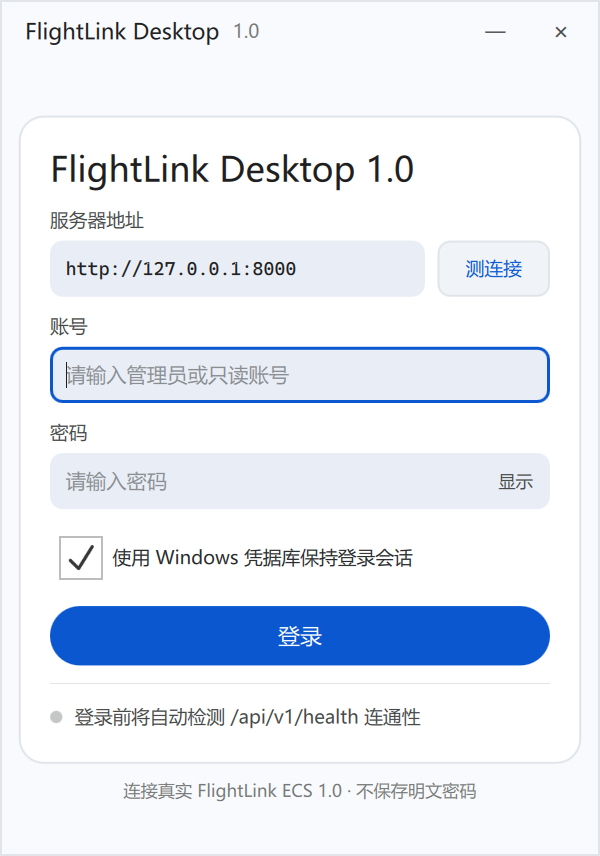 FlightLink Desktop 1.0
FlightLink Desktop 1.0
服务器地址
http://127.0.0.1:8000 测连接
账号
请输入管理员或只读账号
密码
请输入密码 显示
使用 Windows 凭据库保持登录会话
登录
登录前将自动检测 /api/v1/health 连通性
连接真实 FlightLink ECS 1.0 · 不保存明文密码